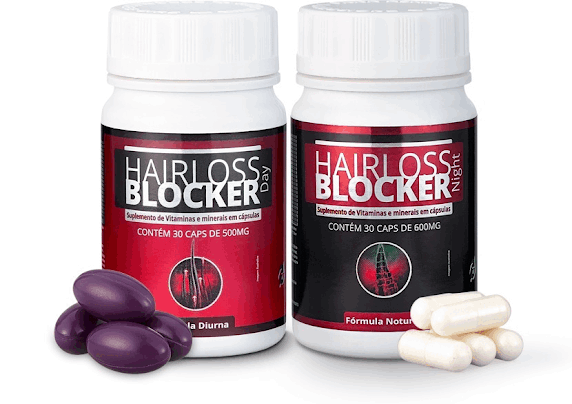 HAIRLOSS
BLOCKER
Day
Suplemento de Vitaminas e minerais em cápsulas
CONTÉM 30 CAPS DE 500MG
la Diurna
HAIRLOSS
BLOCKER
Night
Suplemento de Vitaminas e minerais em cápsulas
CONTÉM 30 CAPS DE 600MG
Fórmula Notur